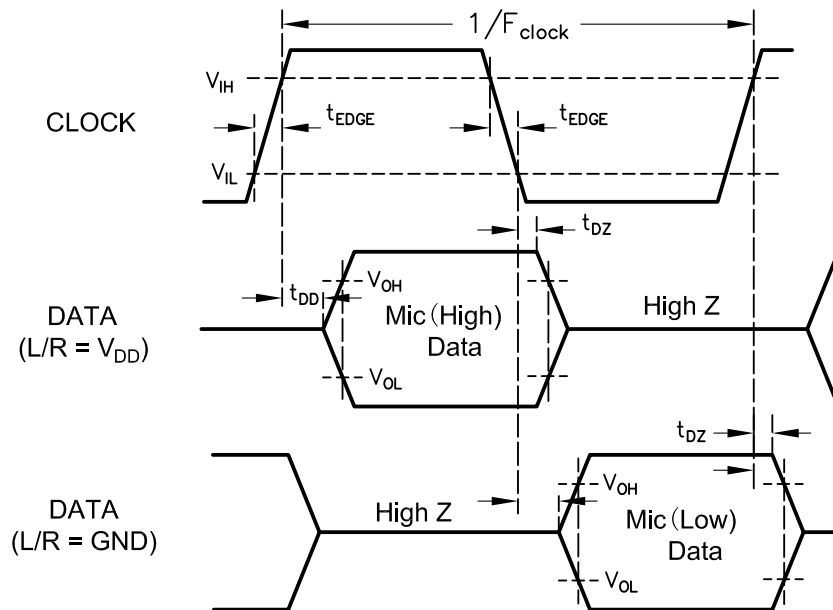 1/F_clock
V_IH
CLOCK
t_EDGE
t_EDGE
V_IL
t_DZ
V_OH
t_DD
DATA
(L/R = V_DD)
Mic (High)
Data
High Z
V_OL
t_DZ
V_OH
DATA
(L/R = GND)
High Z
Mic (Low)
Data
V_OL